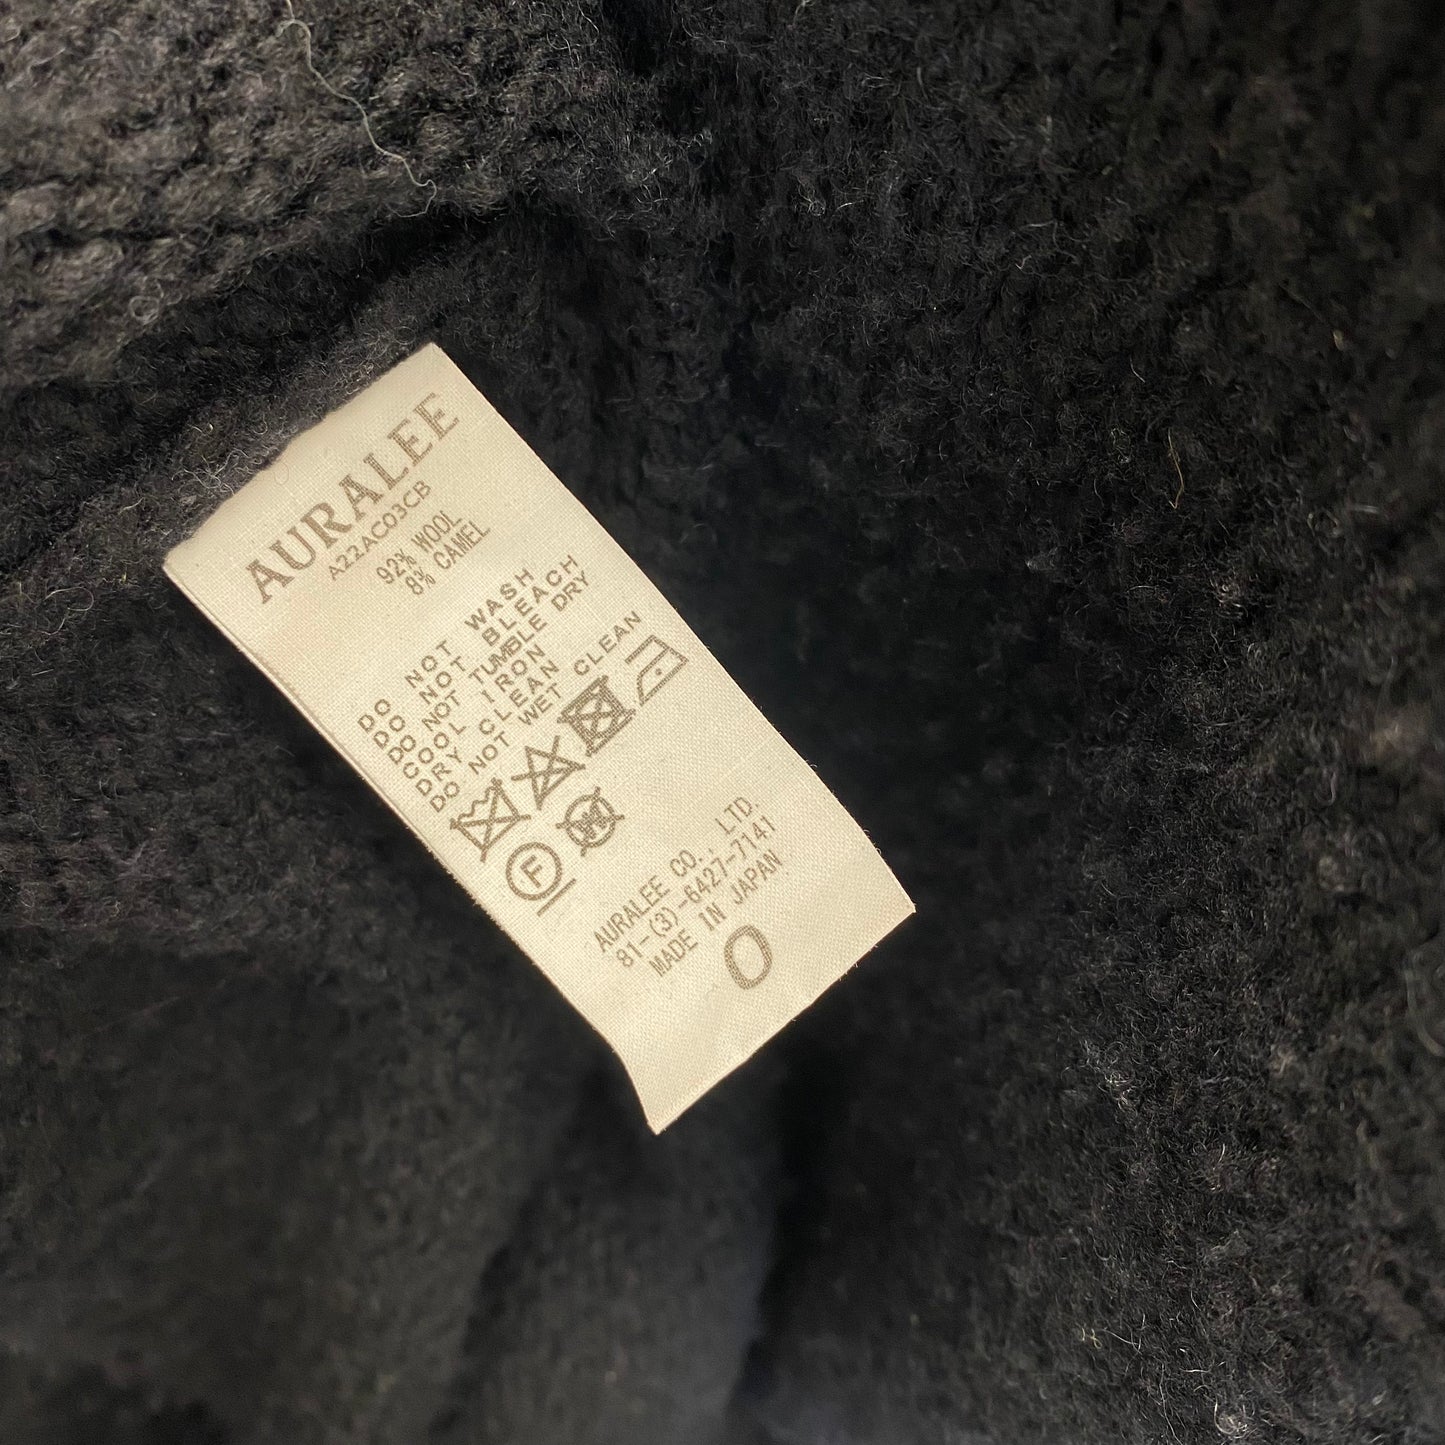 AURALEE
A22AC03CB
92% WOOL
8% CAMEL
DO NOT WASH
DO NOT BLEACH
DO NOT TUMBLE DRY
COOL IRON
DRY CLEAN
DO NOT WET CLEAN
F
W
AURALEE CO., LTD.
81-(3)-6427-7141
MADE IN JAPAN
0